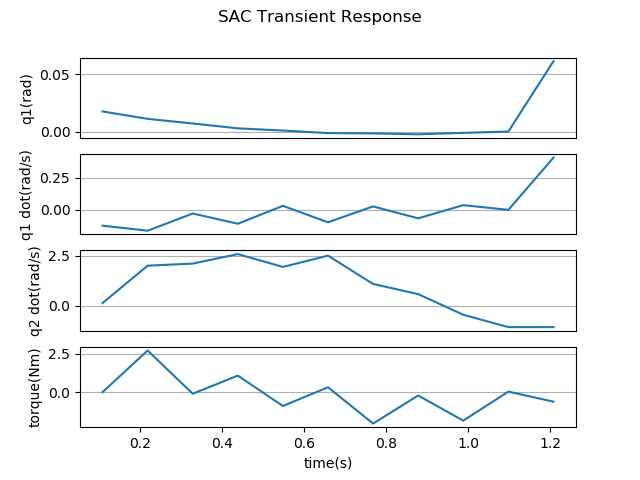 SAC Transient Response
0.05
0.00
q1(rad)
0.25
0.00
q1 dot(rad/s)
2.5
0.0
q2 dot(rad/s)
2.5
0.0
torque(Nm)
0.2 0.4 0.6 0.8 1.0 1.2
time(s)